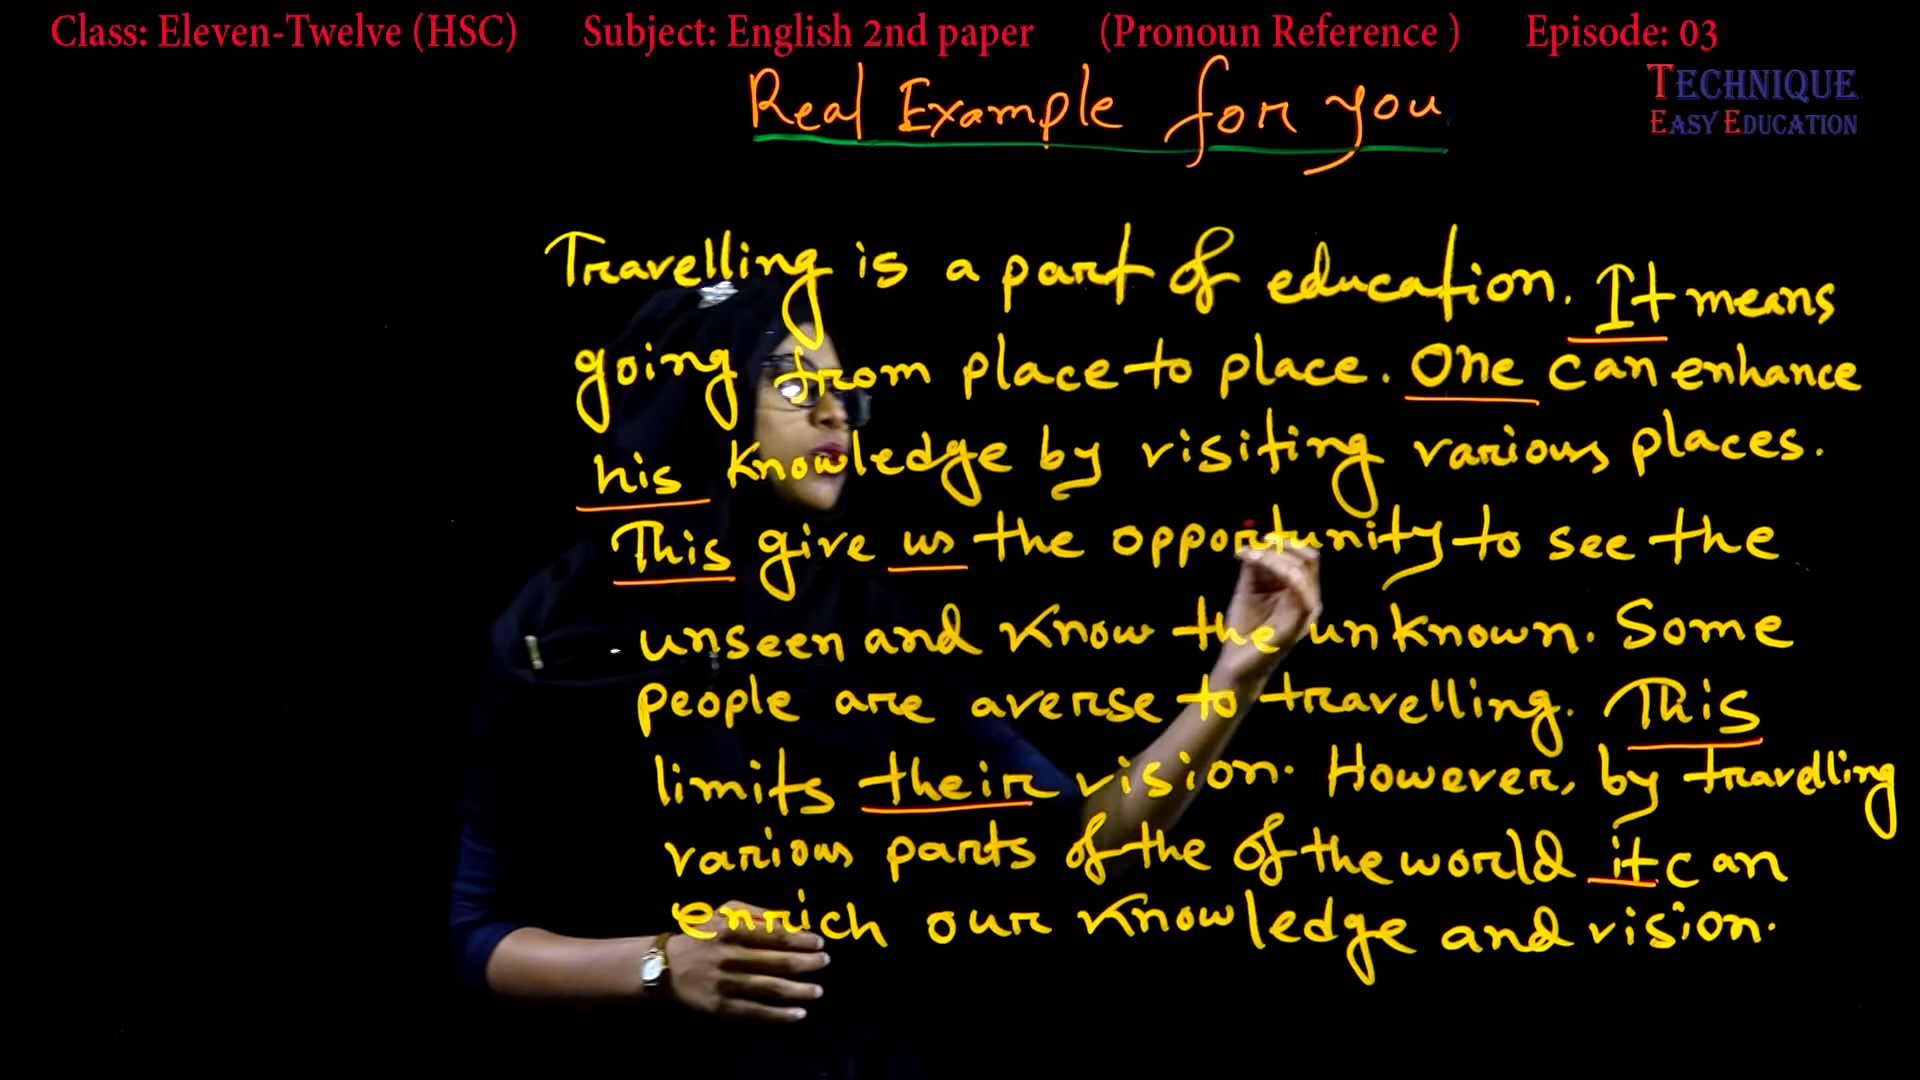 Class: Eleven-Twelve (HSC) Subject: English 2nd paper (Pronoun Reference ) Episode: 03
TECHNIQUE
EASY EDUCATION
Real Example for you
Travelling is a part of education. It means
going from place to place. One can enhance
his knowledge by visiting various places.
This give us the opportunity to see the
unseen and know the unknown. Some
people are averse to travelling. This
limits their vision. However, by travelling
various parts of the of the world it can
enrich our knowledge and vision.